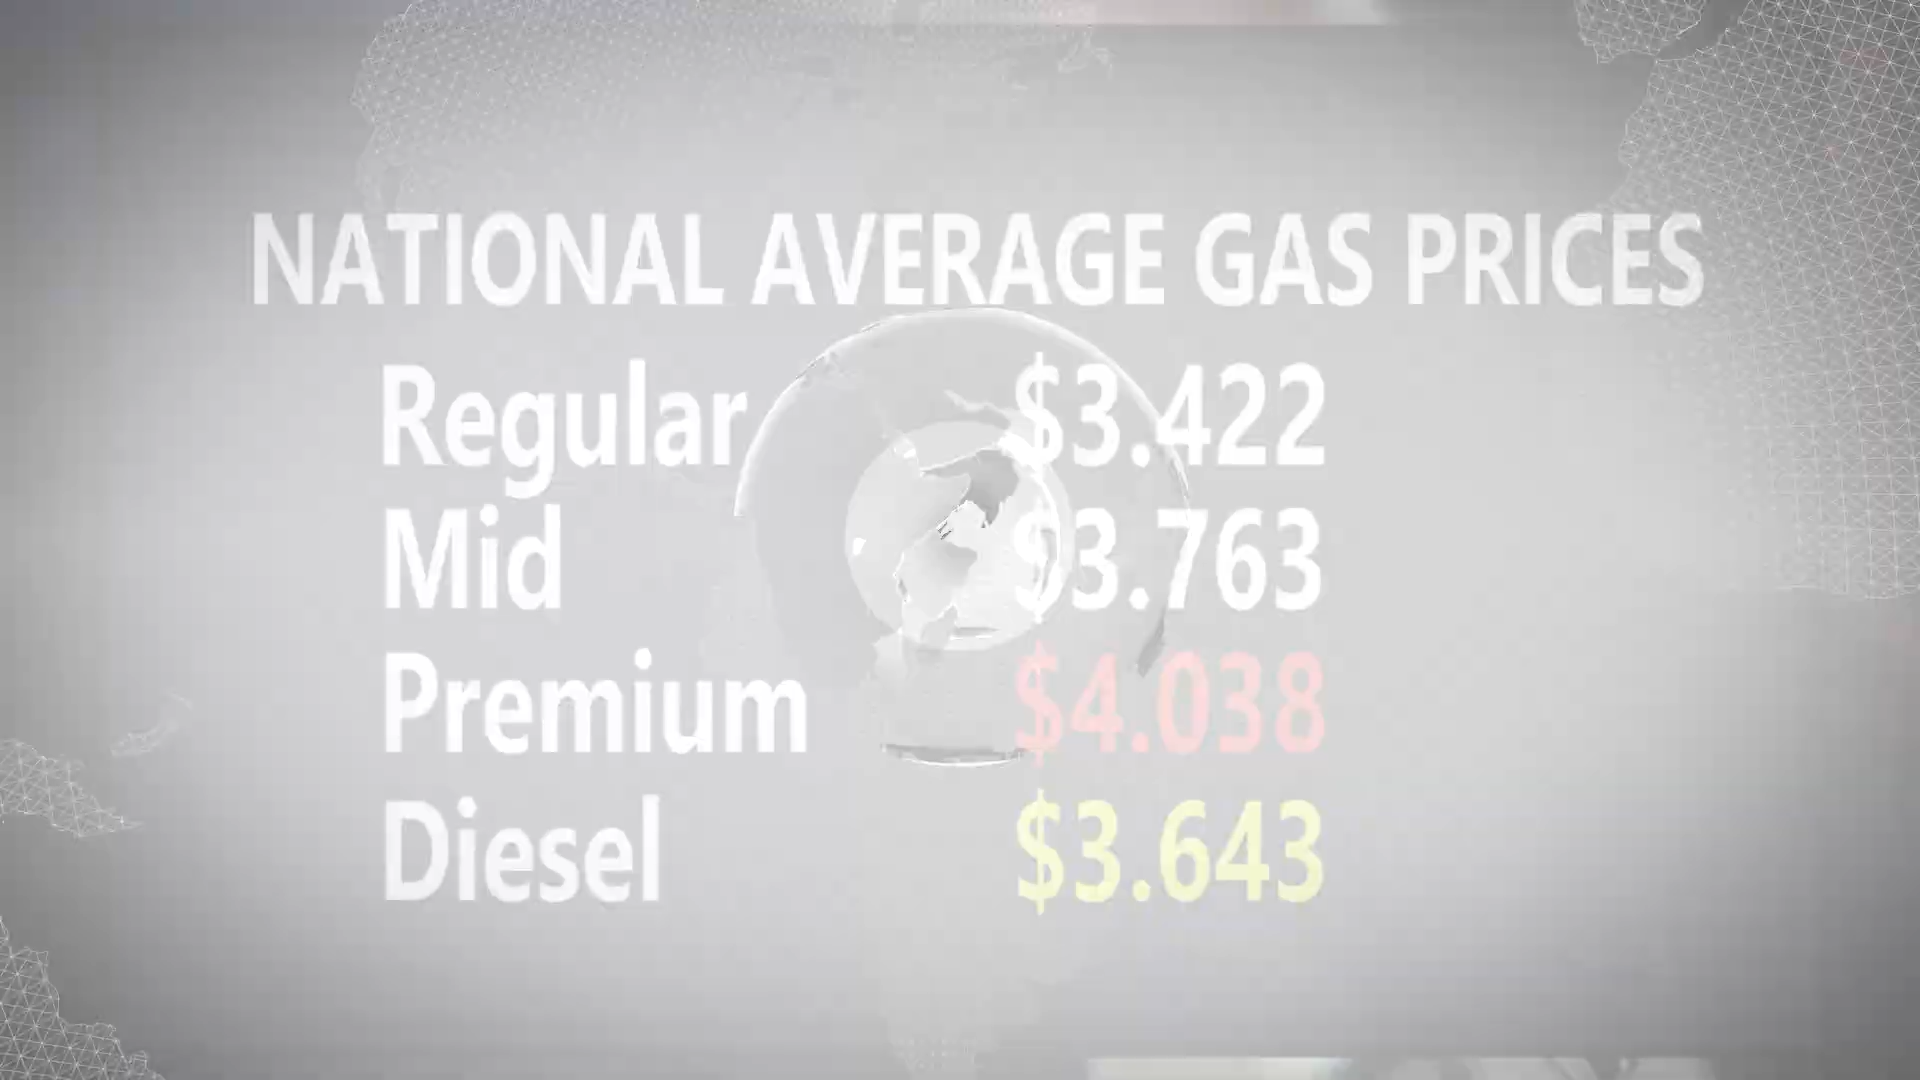 NATIONAL AVERAGE GAS PRICES
Regular $3.422
Mid $3.763
Premium $4.038
Diesel $3.643